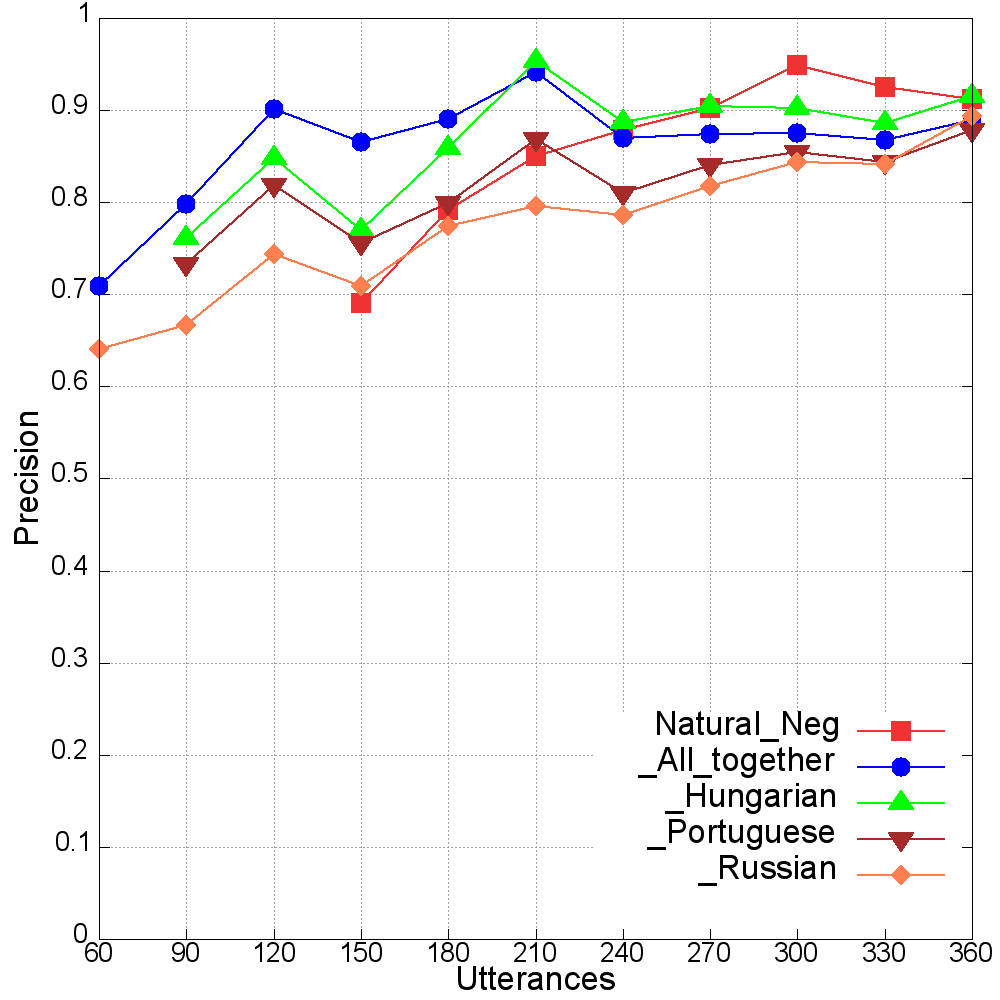 1
0.9
0.8
0.7
0.6
0.5
0.4
0.3
0.2
0.1
0
Precision
Natural_Neg
_All_together
_Hungarian
_Portuguese
_Russian
60 90 120 150 180 210 240 270 300 330 360
Utterances